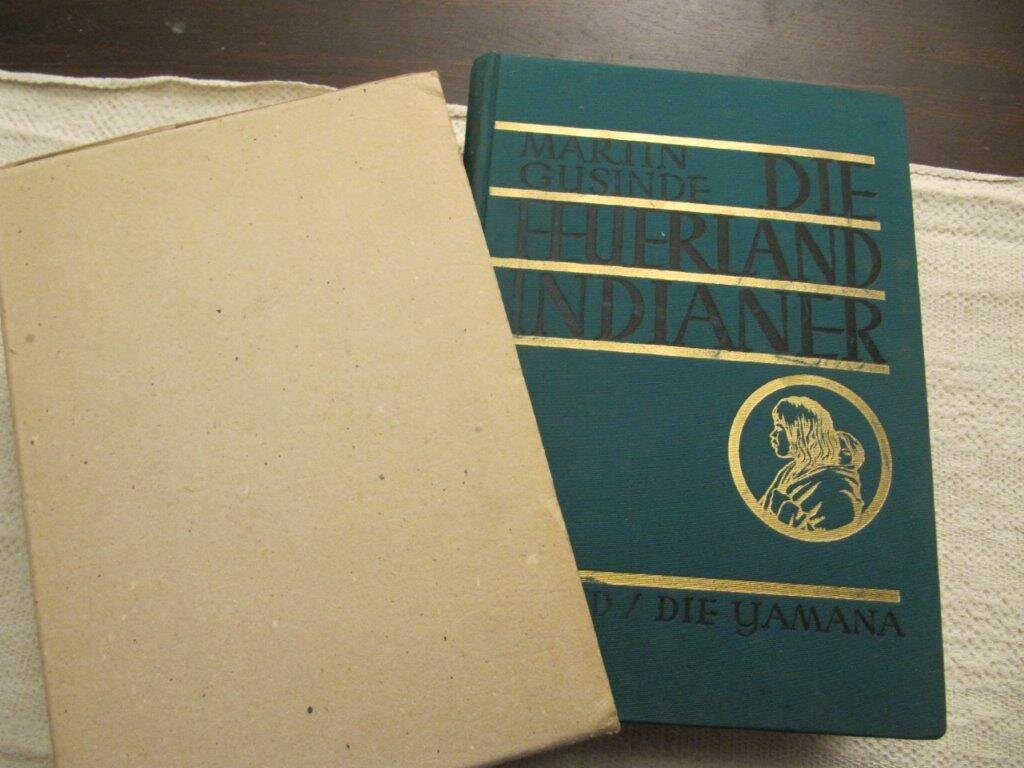 MARTIN
GUSINDE DIE
FEUERLAND
INDIANER
D / DIE YAMANA